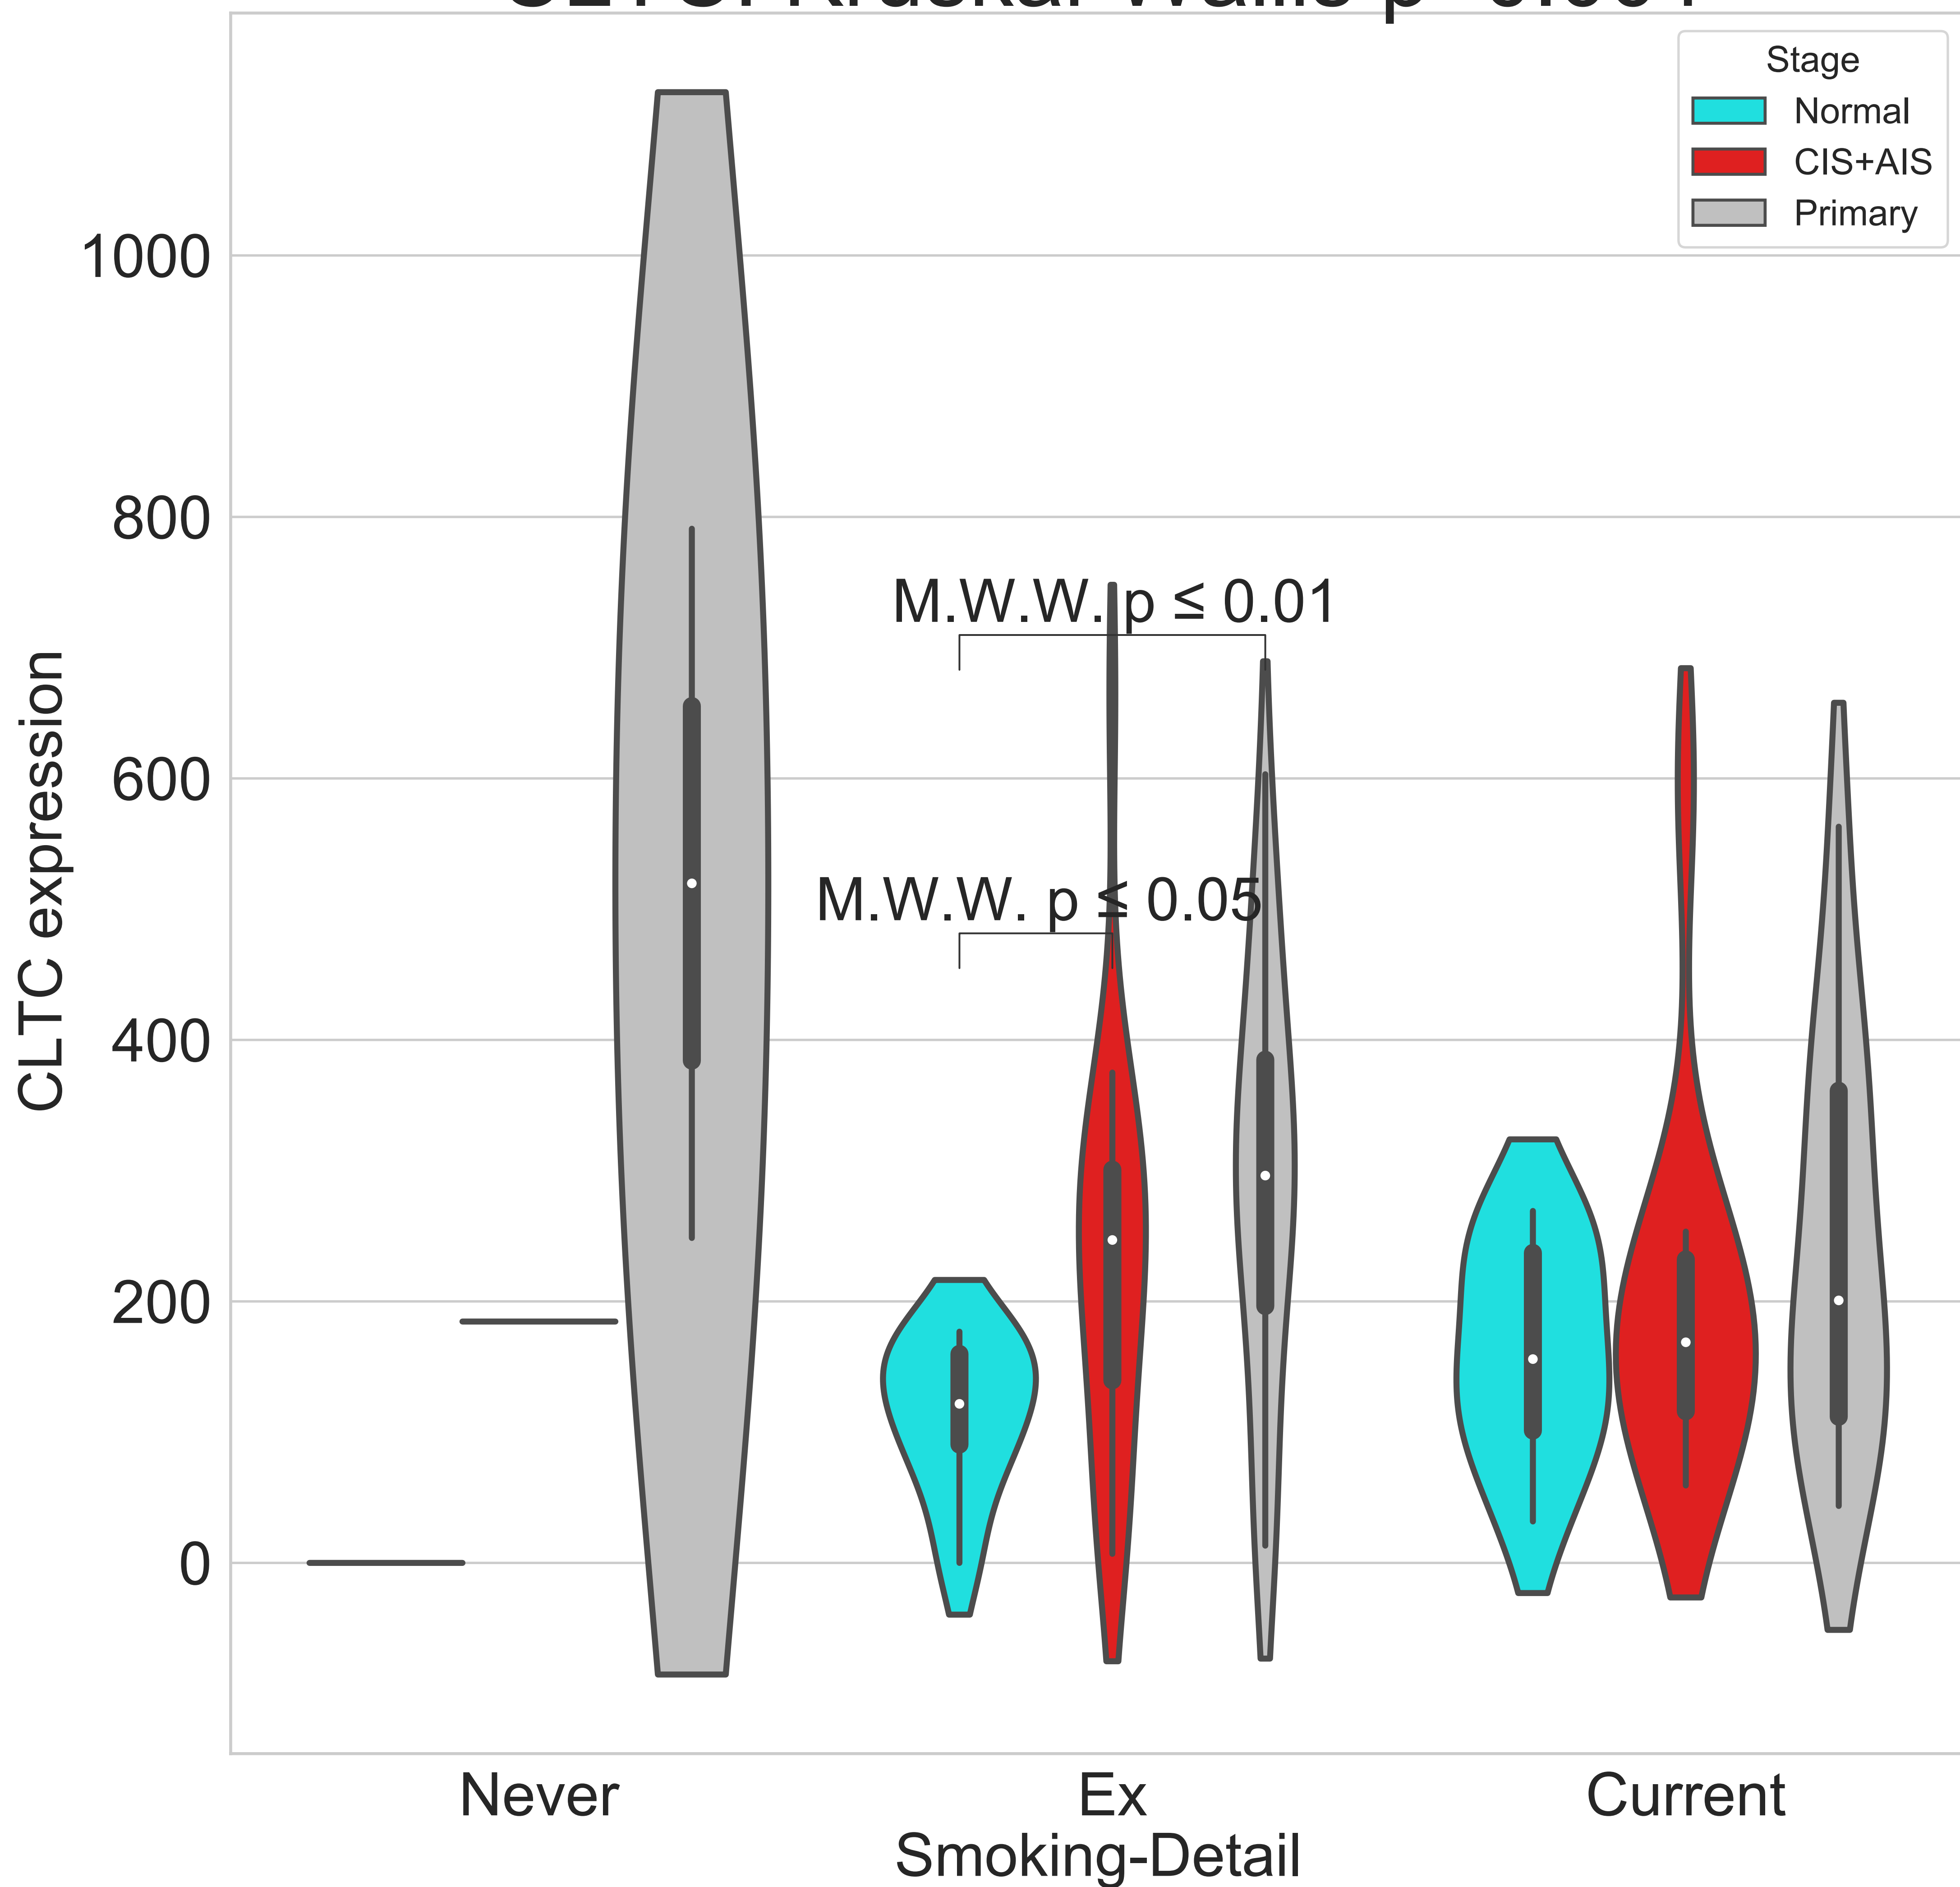 Stage
Normal
CIS+AIS
Primary
1000
800
600
400
200
0
CLTC expression
M.W.W. p ≤ 0.01
M.W.W. p ≤ 0.05
Never
Ex
Current
Smoking-Detail